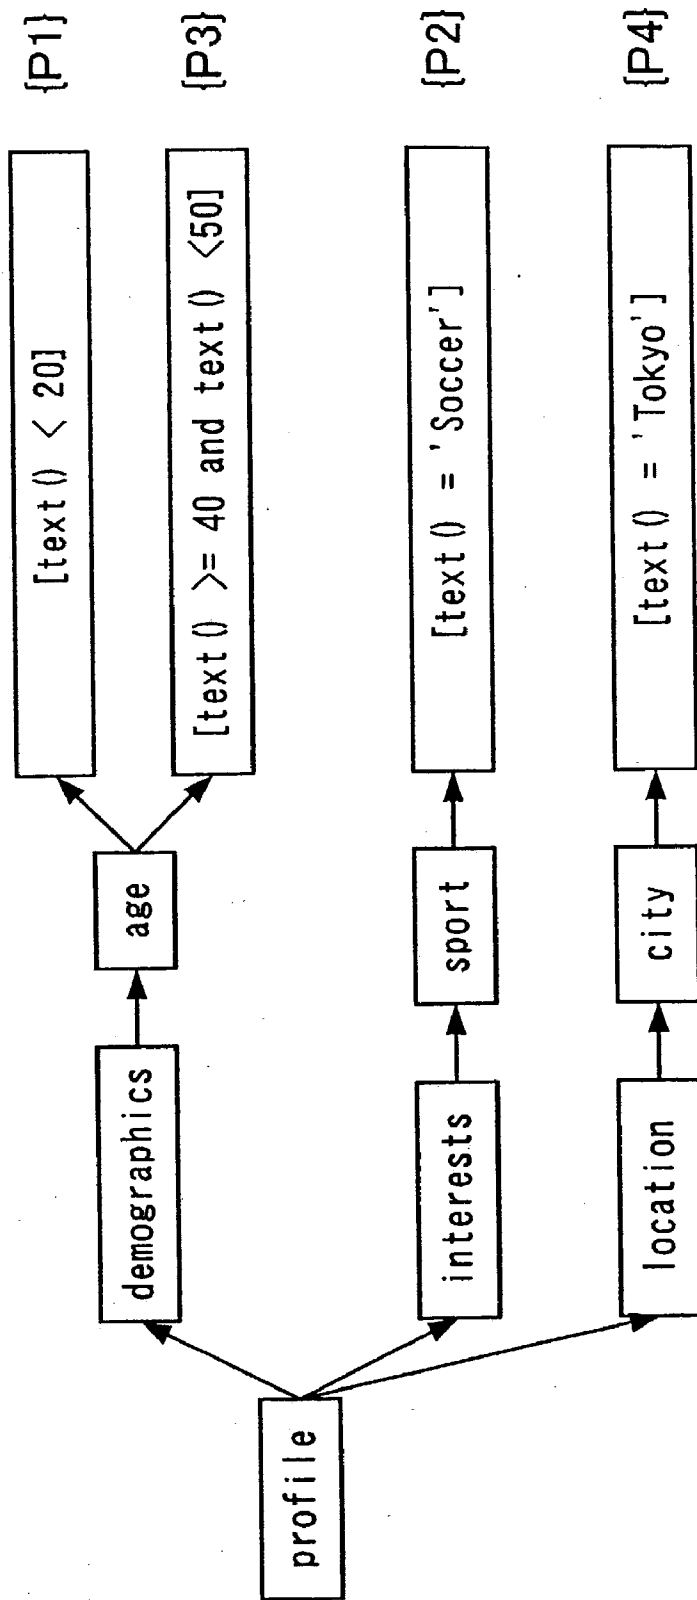 profile
demographics
age
[text() < 20]
{P1}
[text() >= 40 and text() <50]
{P3}
interests
sport
[text() = 'Soccer']
{P2}
location
city
[text() = 'Tokyo']
{P4}